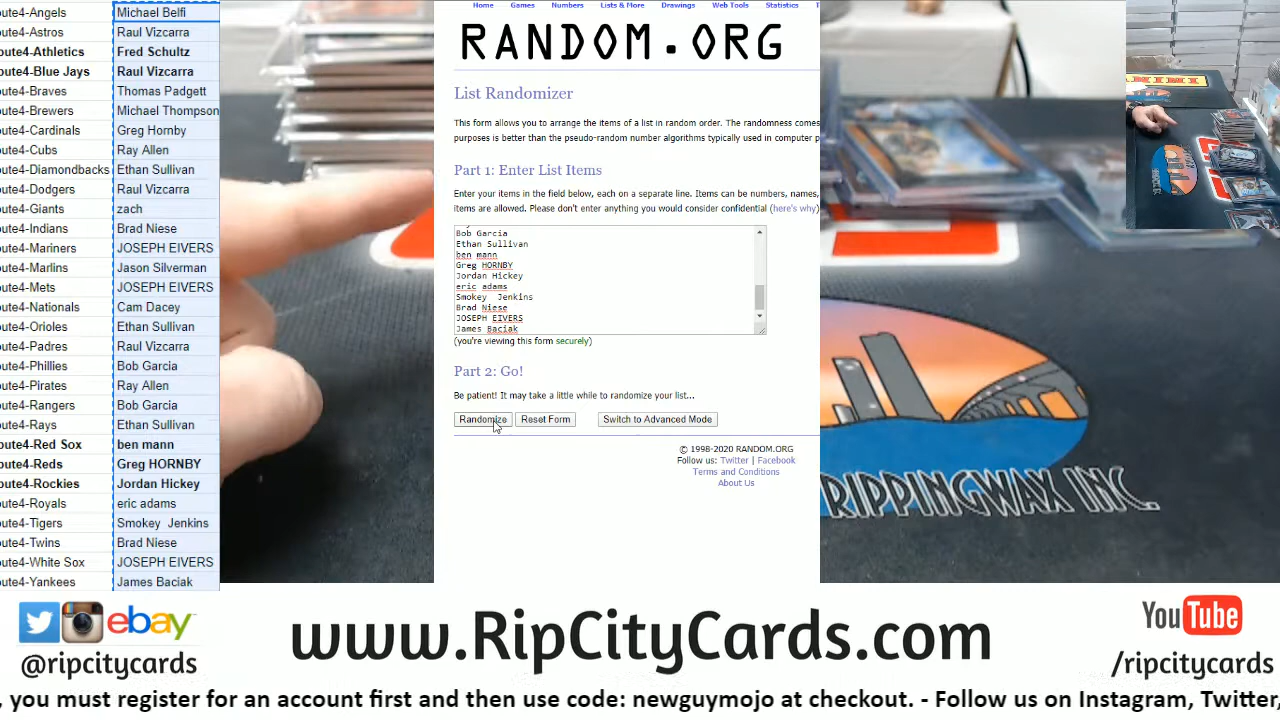 oute4-Angels Michael Belfi
oute4-Astros Raul Vizcarra
oute4-Athletics Fred Schultz
oute4-Blue Jays Raul Vizcarra
oute4-Braves Thomas Padgett
oute4-Brewers Michael Thompson
oute4-Cardinals Greg Hornby
oute4-Cubs Ray Allen
oute4-Diamondbacks Ethan Sullivan
oute4-Dodgers Raul Vizcarra
oute4-Giants zach
oute4-Indians Brad Niese
oute4-Mariners JOSEPH EIVERS
oute4-Marlins Jason Silverman
oute4-Mets JOSEPH EIVERS
oute4-Nationals Cam Dacey
oute4-Orioles Ethan Sullivan
oute4-Padres Raul Vizcarra
oute4-Phillies Bob Garcia
oute4-Pirates Ray Allen
oute4-Rangers Bob Garcia
oute4-Rays Ethan Sullivan
oute4-Red Sox ben mann
oute4-Reds Greg HORNBY
oute4-Rockies Jordan Hickey
oute4-Royals eric adams
oute4-Tigers Smokey  Jenkins
oute4-Twins Brad Niese
oute4-White Sox JOSEPH EIVERS
oute4-Yankees James Baciak
Home Games Numbers Lists & More Drawings Web Tools Statistics T
RANDOM.ORG
List Randomizer
This form allows you to arrange the items of a list in random order. The randomness comes
purposes is better than the pseudo-random number algorithms typically used in computer p
Part 1: Enter List Items
Enter your items in the field below, each on a separate line. Items can be numbers, names,
items are allowed. Please don't enter anything you would consider confidential (here's why)
Bob Garcia
Ethan Sullivan
ben mann
Greg HORNBY
Jordan Hickey
eric adams
Smokey  Jenkins
Brad Niese
JOSEPH EIVERS
James Baciak
(you're viewing this form securely)
Part 2: Go!
Be patient! It may take a little while to randomize your list...
Randomize Reset Form Switch to Advanced Mode
© 1998-2020 RANDOM.ORG
Follow us: Twitter | Facebook
Terms and Conditions
About Us
RIPPINGWAX INC.
ebay
@ripcitycards
www.RipCityCards.com
YouTube
/ripcitycards
, you must register for an account first and then use code: newguymojo at checkout. - Follow us on Instagram, Twitter,